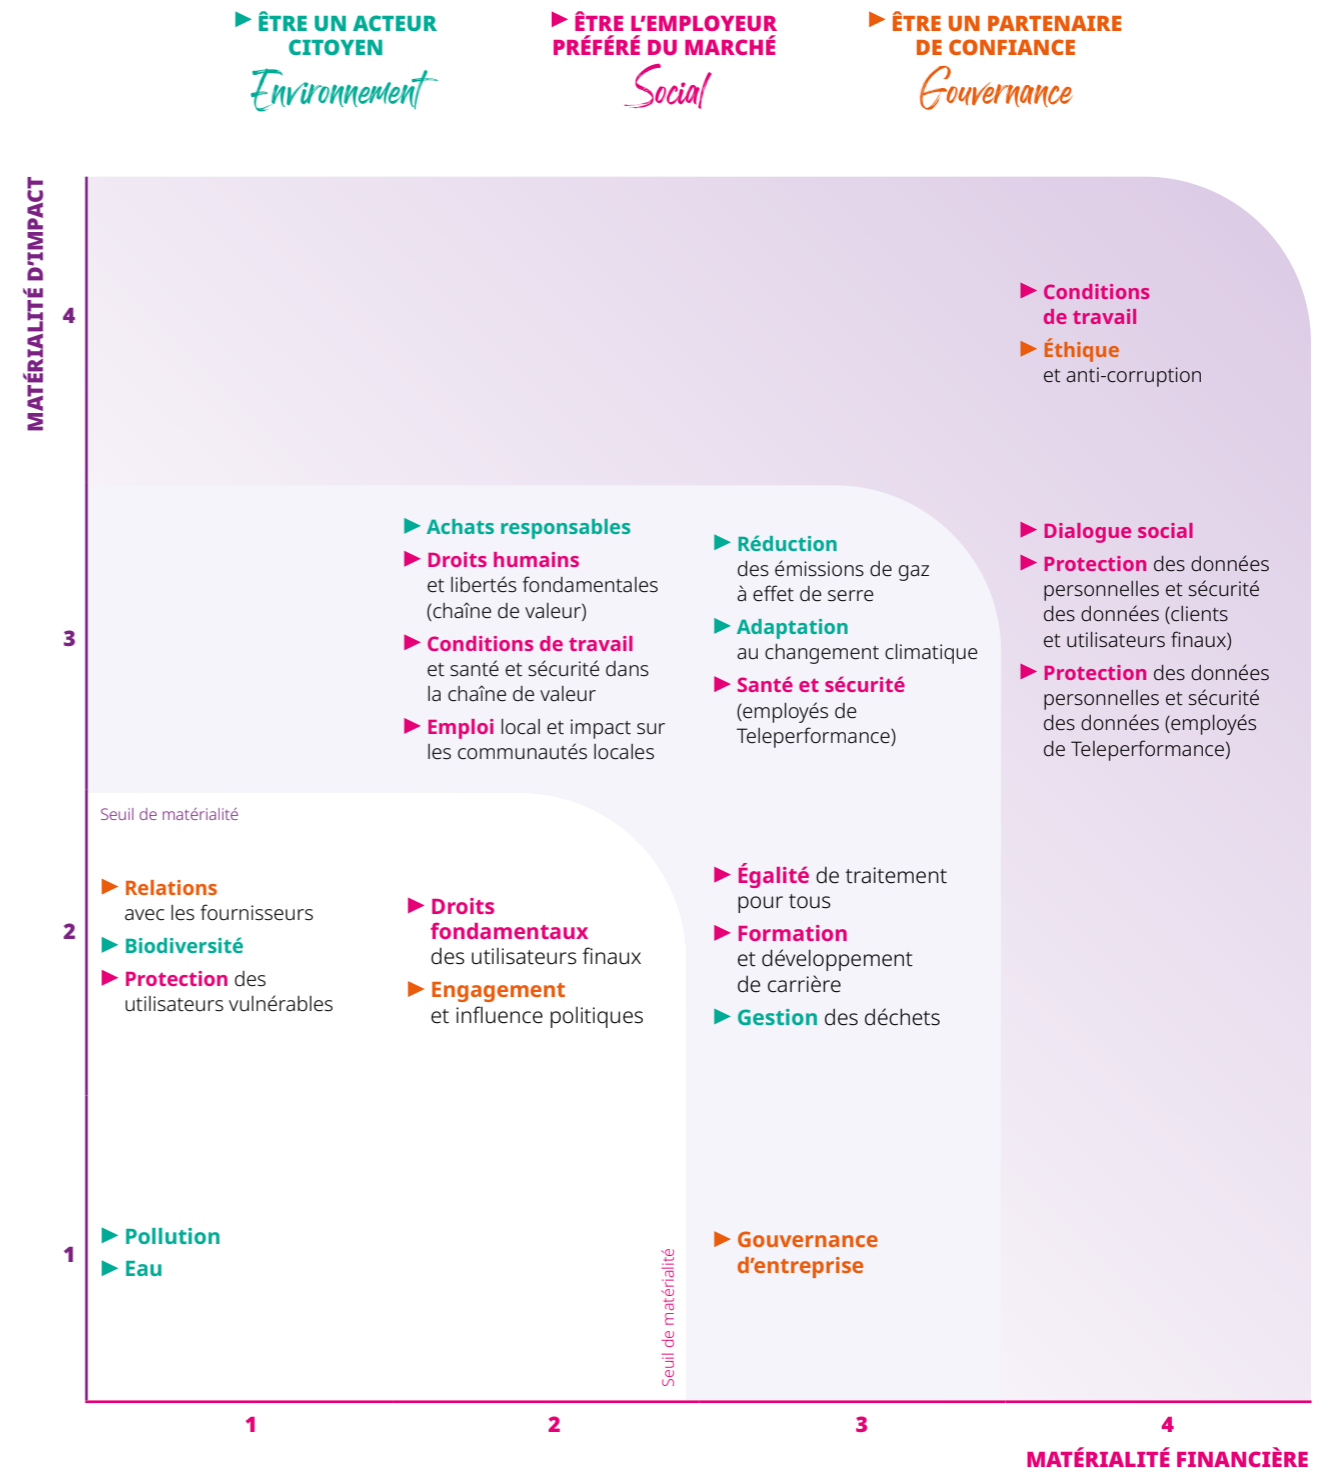 ▶ ÊTRE UN ACTEUR
CITOYEN
Environnement
▶ ÊTRE L'EMPLOYEUR
PRÉFÉRÉ DU MARCHÉ
Social
▶ ÊTRE UN PARTENAIRE
DE CONFIANCE
Gouvernance
MATÉRIALITÉ D'IMPACT
4
▶ Conditions
de travail
▶ Éthique
et anti-corruption
3
▶ Achats responsables
▶ Droits humains
et libertés fondamentales
(chaîne de valeur)
▶ Conditions de travail
et santé et sécurité dans
la chaîne de valeur
▶ Emploi local et impact sur
les communautés locales
▶ Réduction
des émissions de gaz
à effet de serre
▶ Adaptation
au changement climatique
▶ Santé et sécurité
(employés de
Teleperformance)
▶ Dialogue social
▶ Protection des données
personnelles et sécurité
des données (clients
et utilisateurs finaux)
▶ Protection des données
personnelles et sécurité
des données (employés
de Teleperformance)
Seuil de matérialité
2
▶ Relations
avec les fournisseurs
▶ Biodiversité
▶ Protection des
utilisateurs vulnérables
▶ Droits
fondamentaux
des utilisateurs finaux
▶ Engagement
et influence politiques
▶ Égalité de traitement
pour tous
▶ Formation
et développement
de carrière
▶ Gestion des déchets
1
▶ Pollution
▶ Eau
Seuil de matérialité
▶ Gouvernance
d'entreprise
1
2
3
4
MATÉRIALITÉ FINANCIÈRE